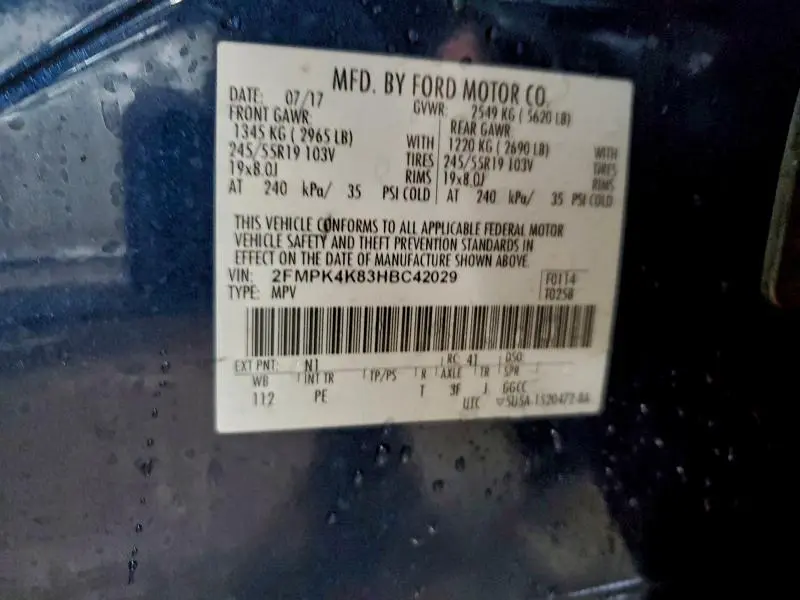 MFD. BY FORD MOTOR CO.
DATE: 07/17 GVWR: 2549 KG ( 5620 LB)
FRONT GAWR: REAR GAWR:
1345 KG ( 2965 LB) WITH 1220 KG ( 2690 LB) WITH
245/55R19 103V TIRES 245/55R19 103V TIRES
19x8.0J RIMS 19x8.0J RIMS
AT 240 kPa/ 35 PSI COLD AT 240 kPa/ 35 PSI COLD
THIS VEHICLE CONFORMS TO ALL APPLICABLE FEDERAL MOTOR
VEHICLE SAFETY AND THEFT PREVENTION STANDARDS IN
EFFECT ON THE DATE OF MANUFACTURE SHOWN ABOVE.
VIN: 2FMPK4K83HBC42029 F0114
TYPE: MPV T0258
EXT PNT: N1 RC: 41 DSO:
WB INT TR TP/PS R AXLE TR SPR
112 PE T 3F J GGCC
UTC